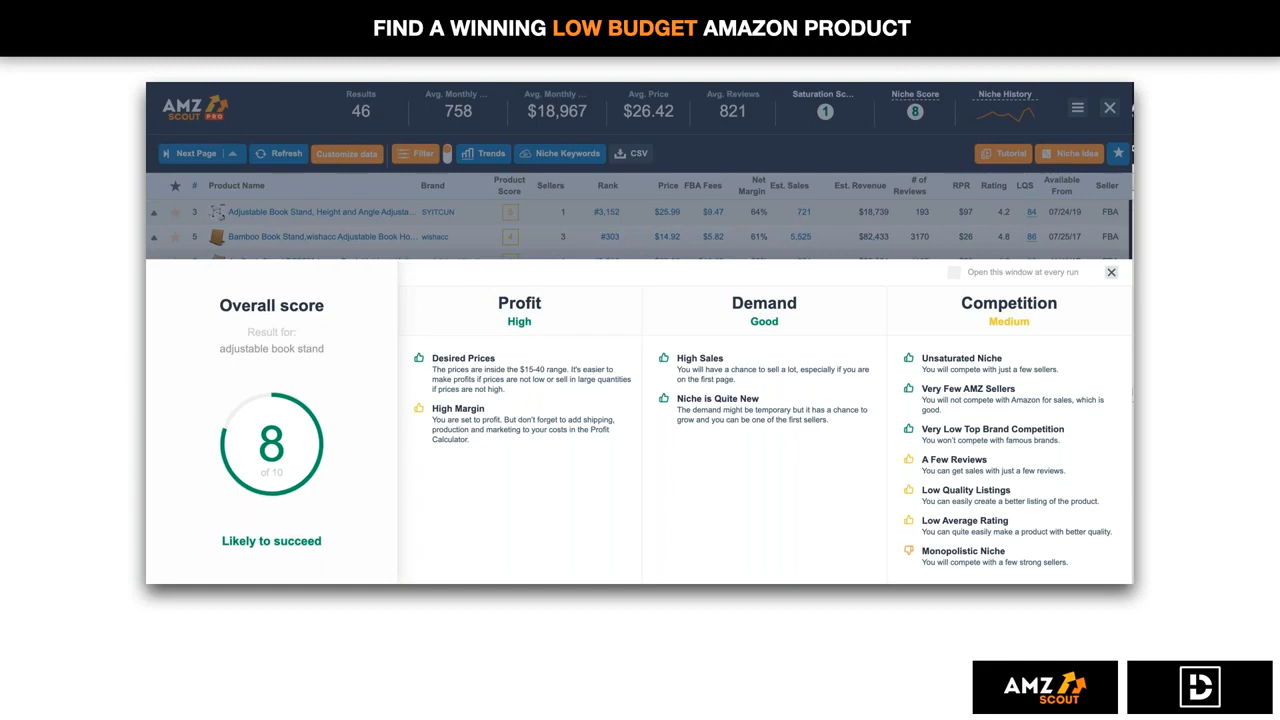 FIND A WINNING LOW BUDGET AMAZON PRODUCT
AMZ SCOUT PRO
Results Avg. Monthly ... Avg. Monthly ... Avg. Price Avg. Reviews Saturation Sc... Niche Score Niche History
46 758 $18,967 $26.42 821 1 8
Next Page Refresh Customize data Filter Trends Niche Keywords CSV Tutorial Niche Idea
# Product Name Brand Product Score Sellers Rank Price FBA Fees Net Margin Est. Sales Est. Revenue # of Reviews RPR Rating LQS Available From Seller
3 Adjustable Book Stand, Height and Angle Adjusta... SYITCUN 5 1 #3,152 $25.99 $9.47 64% 721 $18,739 193 $97 4.2 84 07/24/19 FBA
5 Bamboo Book Stand,wishacc Adjustable Book Ho... wishacc 4 3 #303 $14.92 $5.82 61% 5,525 $82,433 3170 $26 4.8 86 07/25/17 FBA
Open this window at every run
Overall score
Result for:
adjustable book stand
8
of 10
Likely to succeed
Profit
High
Desired Prices
The prices are inside the $15-40 range. It's easier to
make profits if prices are not low or sell in large quantities
if prices are not high.
High Margin
You are set to profit. But don't forget to add shipping,
production and marketing to your costs in the Profit
Calculator.
Demand
Good
High Sales
You will have a chance to sell a lot, especially if you are
on the first page.
Niche is Quite New
The demand might be temporary but it has a chance to
grow and you can be one of the first sellers.
Competition
Medium
Unsaturated Niche
You will compete with just a few sellers.
Very Few AMZ Sellers
You will not compete with Amazon for sales, which is
good.
Very Low Top Brand Competition
You won't compete with famous brands.
A Few Reviews
You can get sales with just a few reviews.
Low Quality Listings
You can easily create a better listing of the product.
Low Average Rating
You can quite easily make a product with better quality.
Monopolistic Niche
You will compete with a few strong sellers.
AMZ SCOUT